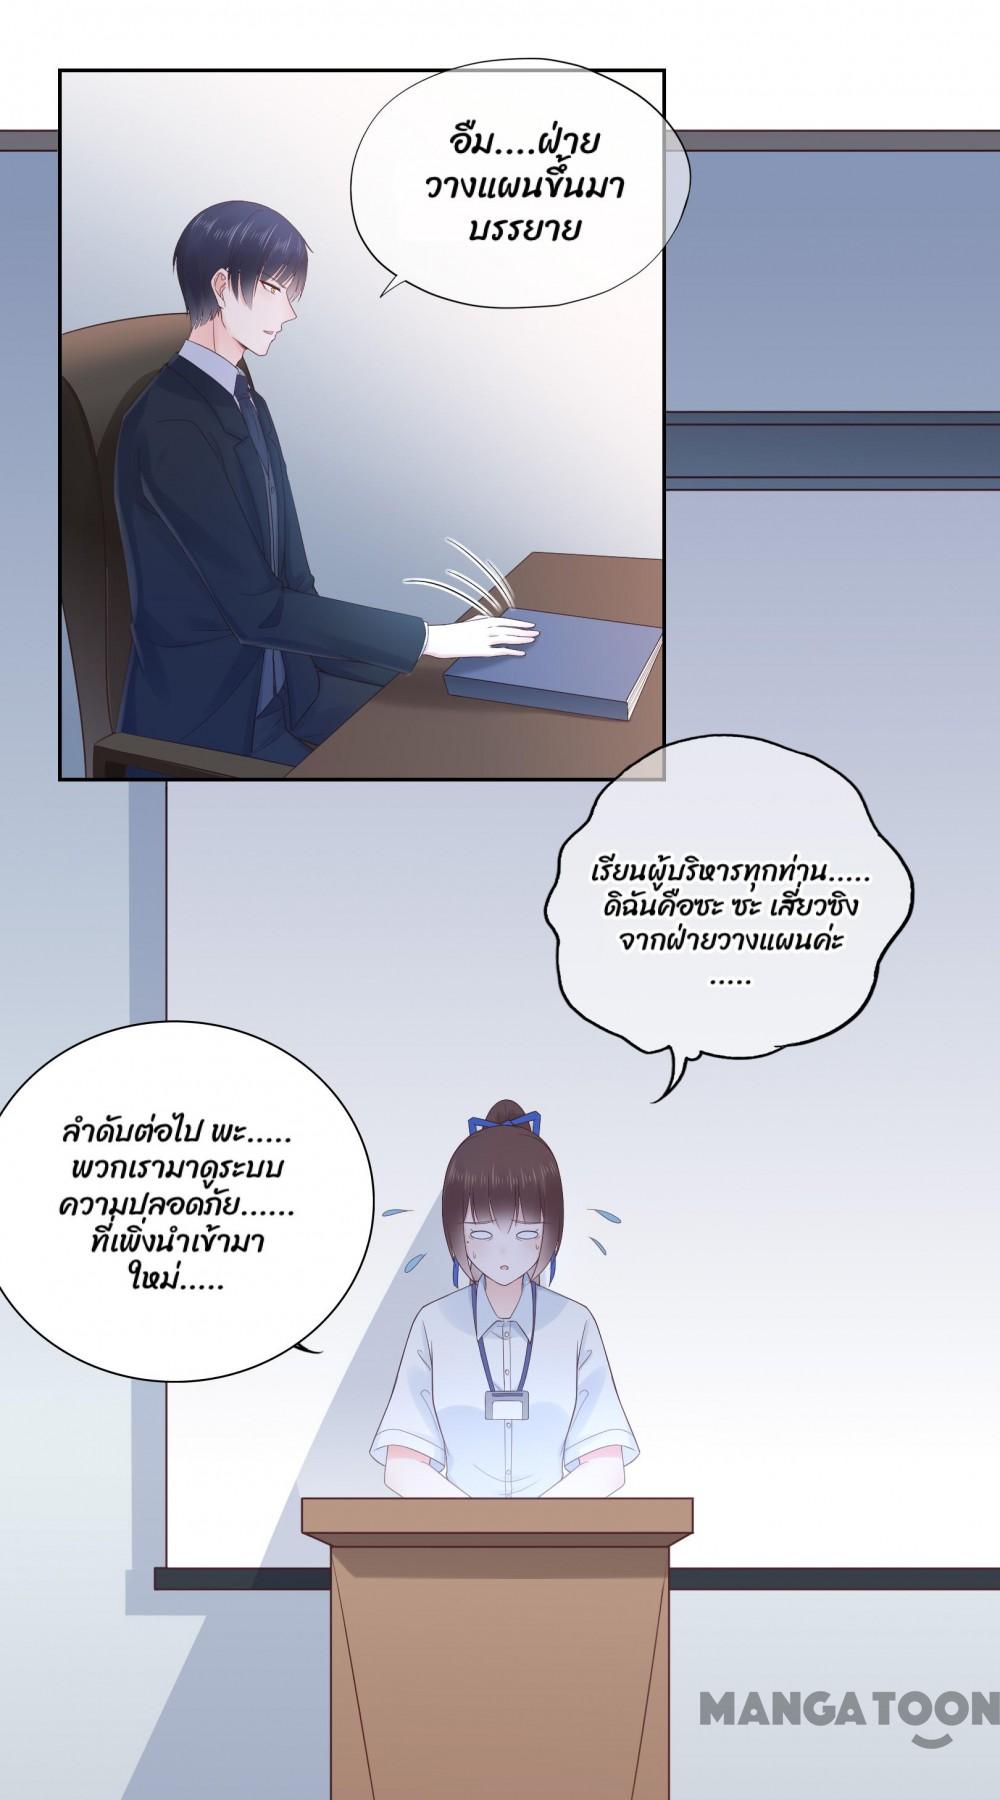 อืม....ฝ่าย
วางแผนขึ้นมา
บรรยาย
เรียนผู้บริหารทุกท่าน.....
ดิฉันคือซะ ซะ เสี่ยวซิง
จากฝ่ายวางแผนค่ะ
.....
ลำดับต่อไป พะ.....
พวกเรามาดูระบบ
ความปลอดภัย......
ที่เพิ่งนำเข้ามา
ใหม่.....
MANGATOON